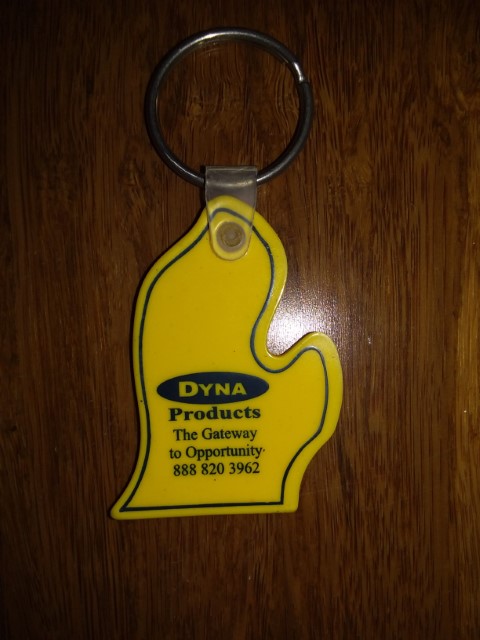 DYNA
Products
The Gateway
to Opportunity
888 820 3962